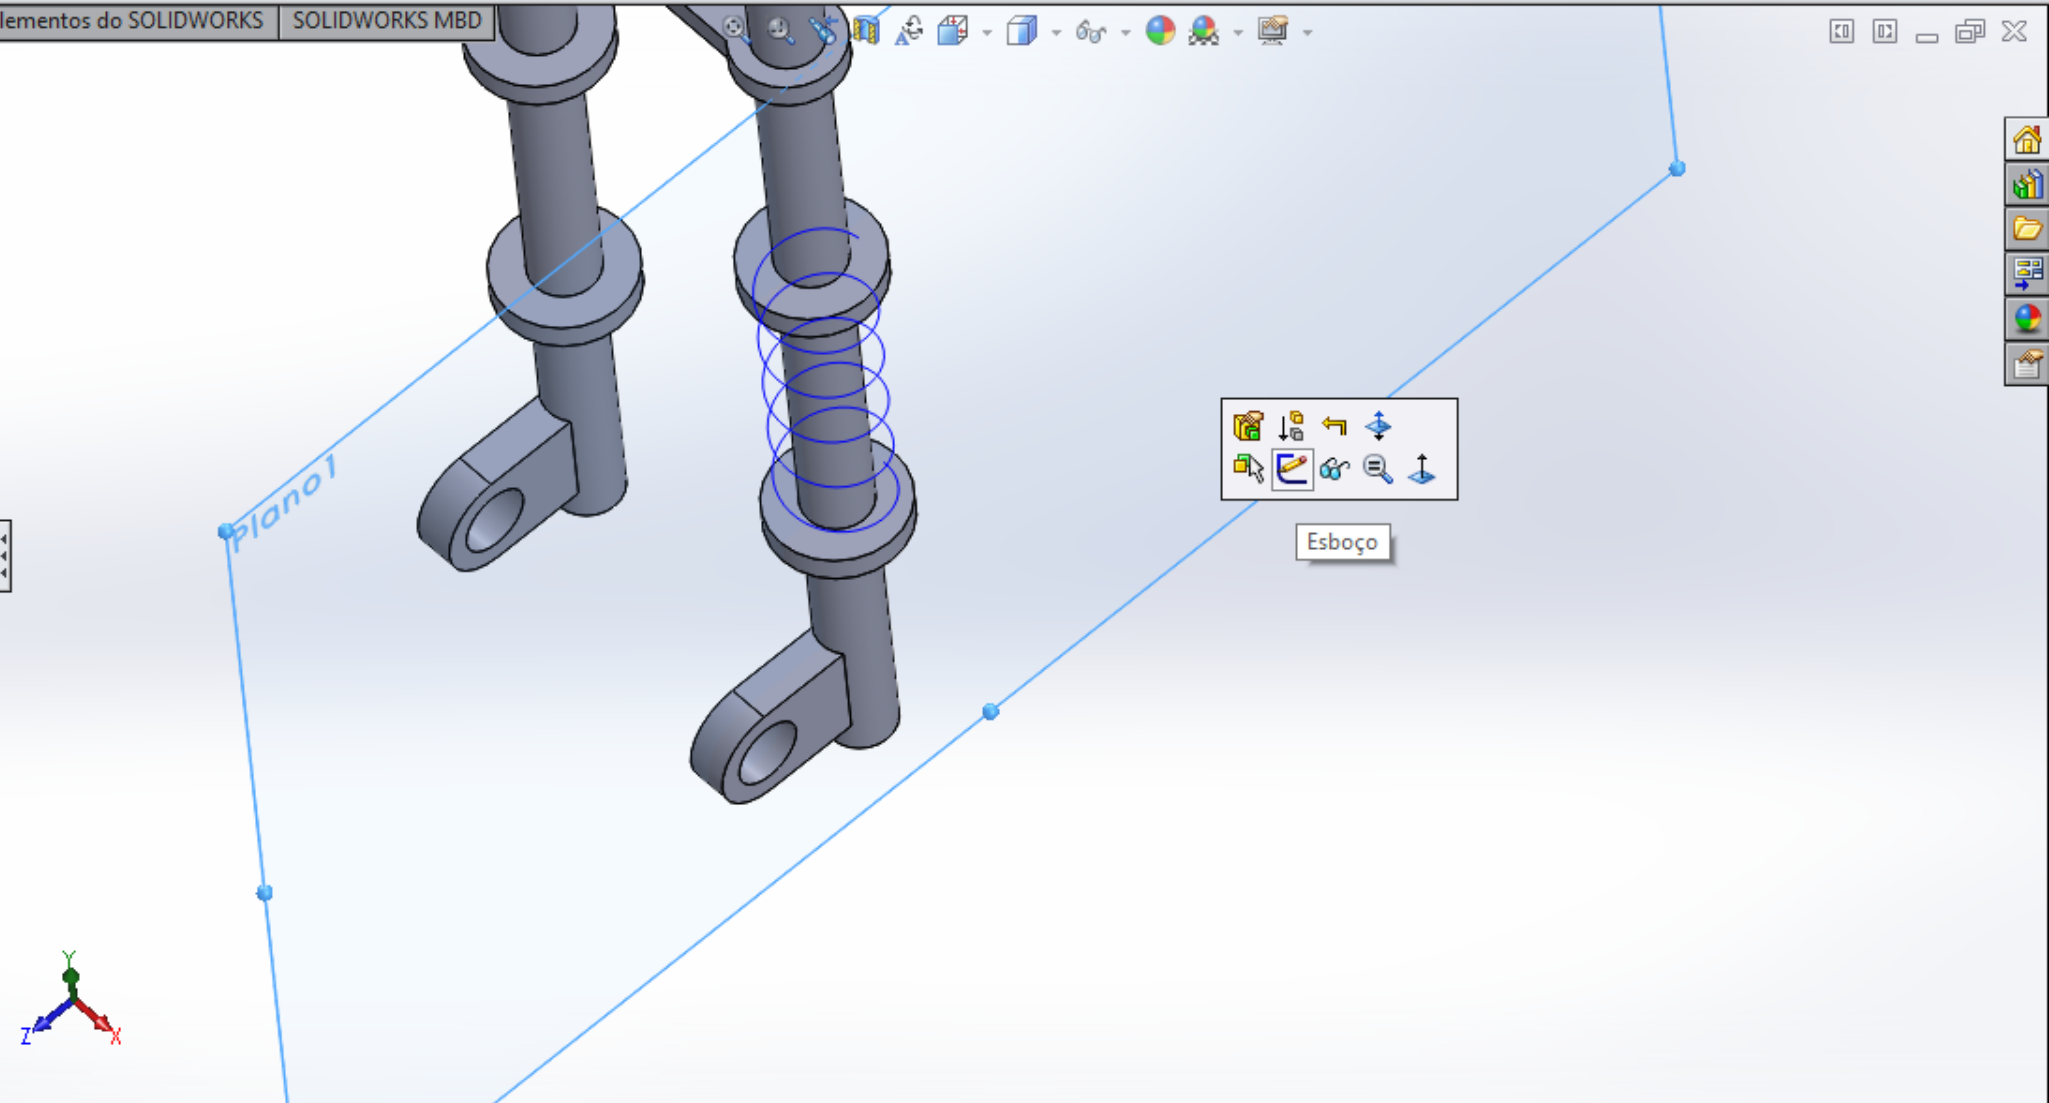 lementos do SOLIDWORKS
SOLIDWORKS MBD
Plano1
Esboço
Y
Z
X